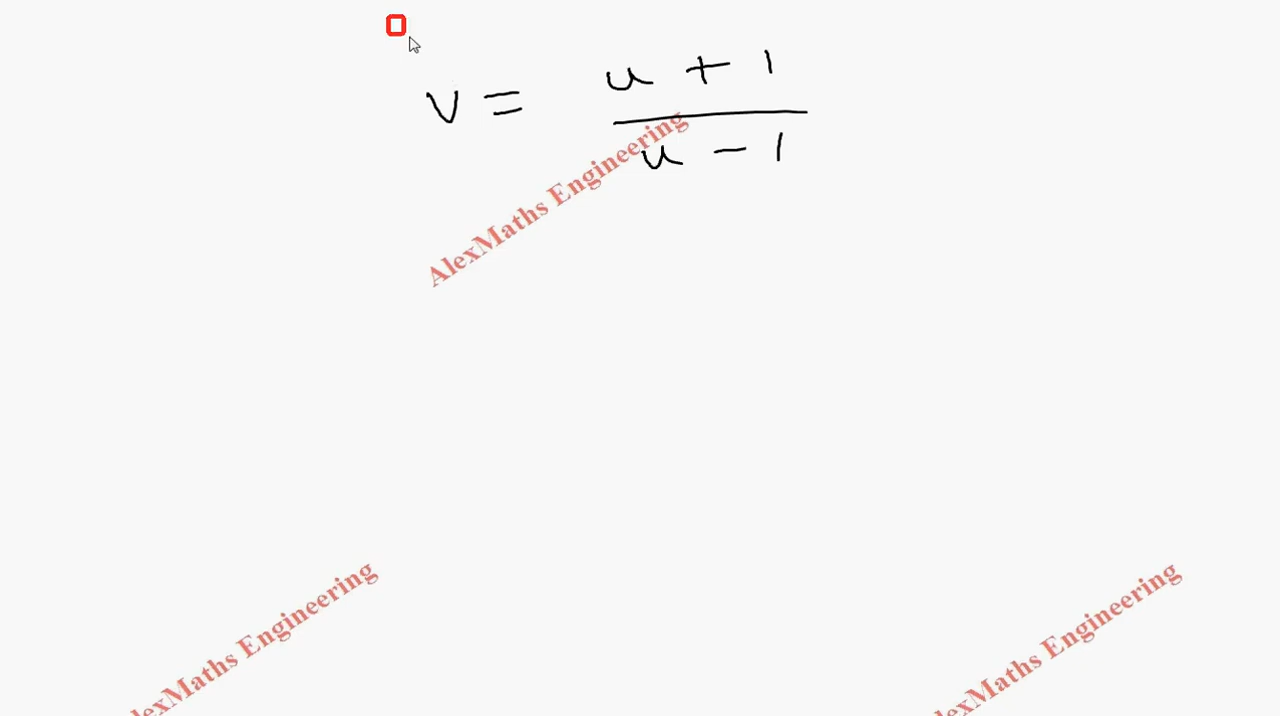 v = u + 1
u - 1
AlexMaths Engineering
AlexMaths Engineering
AlexMaths Engineering